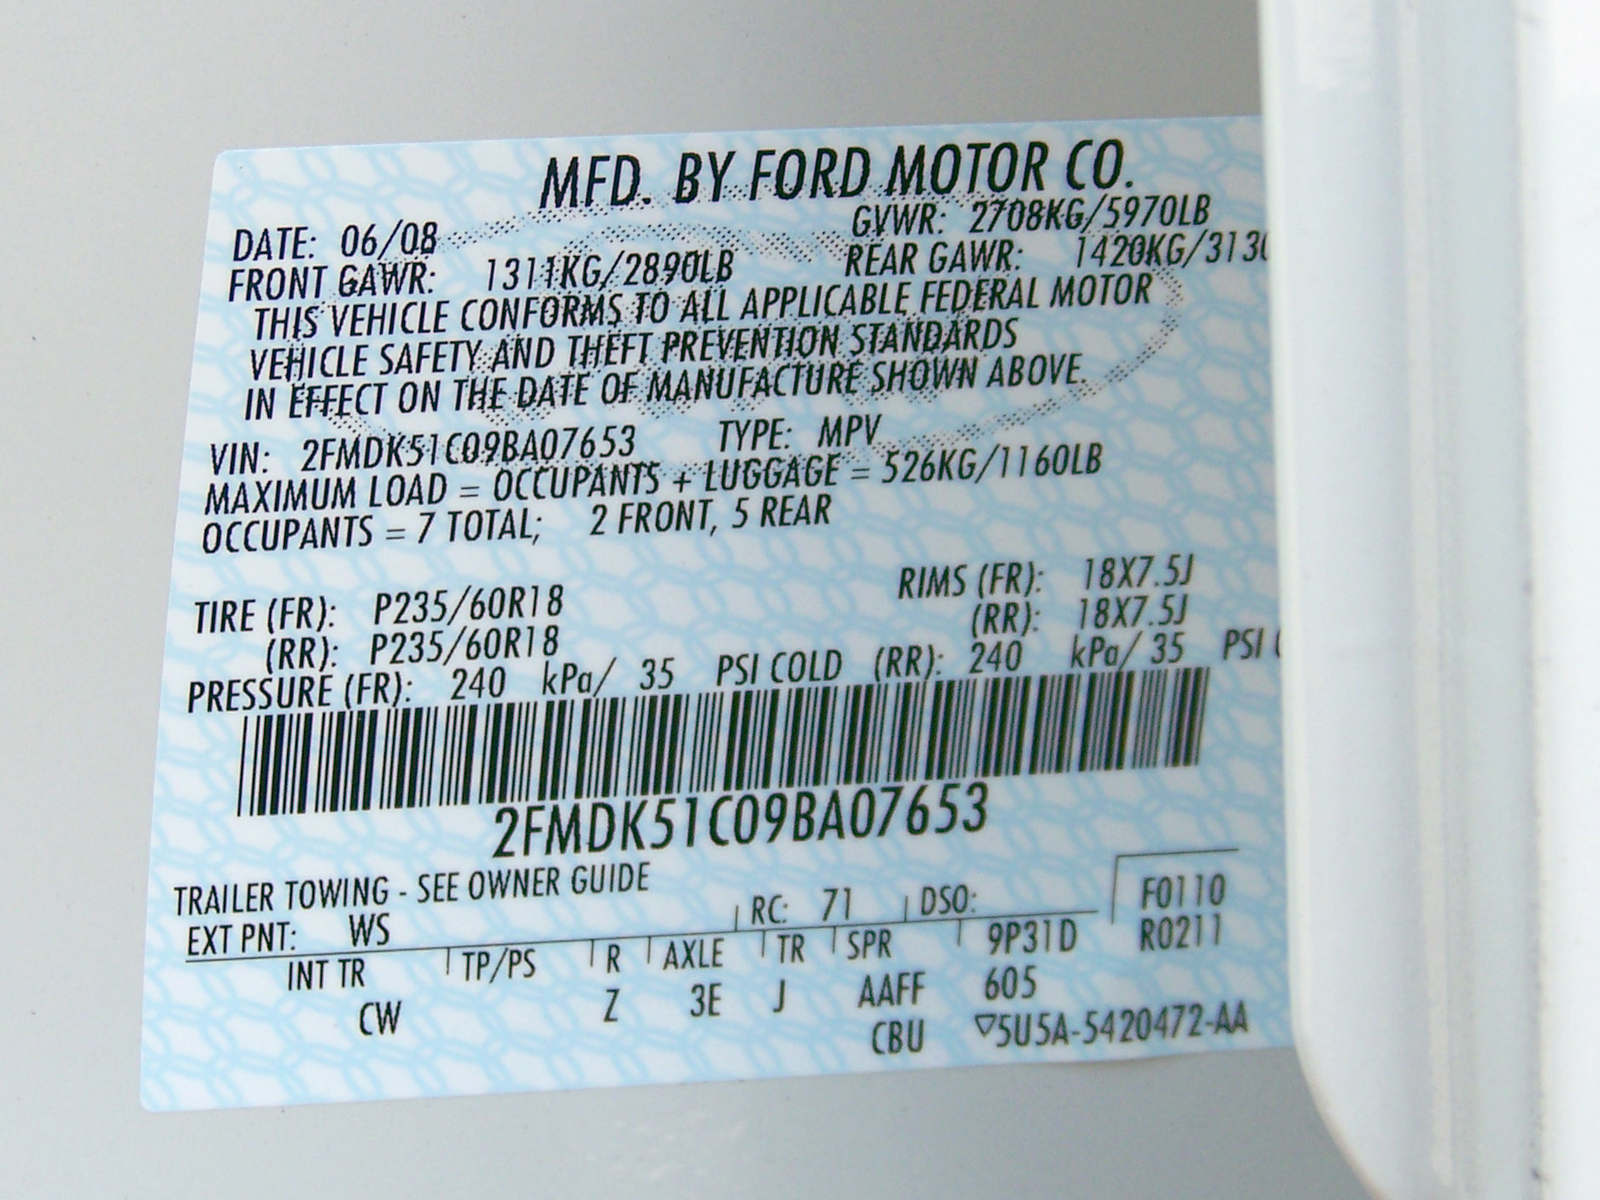 MFD. BY FORD MOTOR CO.
DATE: 06/08 GVWR: 2708KG/5970LB
FRONT GAWR: 1311KG/2890LB REAR GAWR: 1420KG/3130
THIS VEHICLE CONFORMS TO ALL APPLICABLE FEDERAL MOTOR
VEHICLE SAFETY AND THEFT PREVENTION STANDARDS
IN EFFECT ON THE DATE OF MANUFACTURE SHOWN ABOVE.
VIN: 2FMDK51C09BA07653 TYPE: MPV
MAXIMUM LOAD = OCCUPANTS + LUGGAGE = 526KG/1160LB
OCCUPANTS = 7 TOTAL; 2 FRONT, 5 REAR
TIRE (FR): P235/60R18 RIMS (FR): 18X7.5J
(RR): P235/60R18 (RR): 18X7.5J
PRESSURE (FR): 240 kPa/ 35 PSI COLD (RR): 240 kPa/ 35 PSI
2FMDK51C09BA07653
TRAILER TOWING - SEE OWNER GUIDE
EXT PNT: WS RC: 71 DSO: F0110
INT TR TP/PS R AXLE TR SPR 9P31D R0211
CW Z 3E J AAFF 605
CBU ▽5U5A-5420472-AA